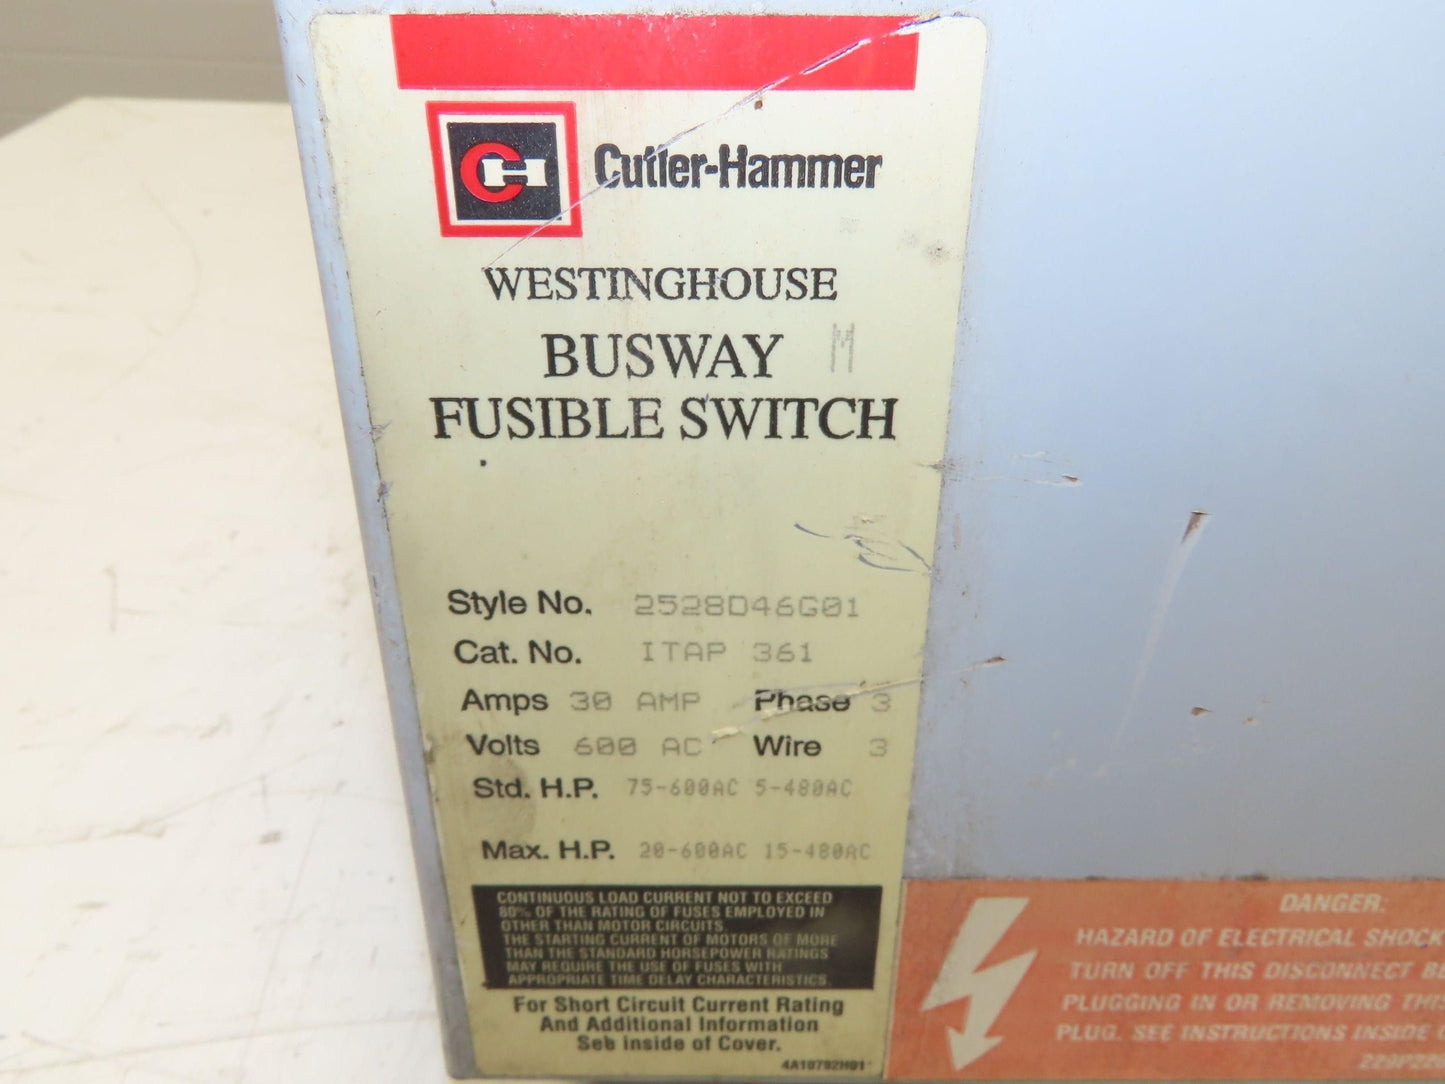 CH Cutler-Hammer
WESTINGHOUSE
BUSWAY M
FUSIBLE SWITCH
Style No. 2528D46G01
Cat. No. ITAP 361
Amps 30 AMP Phase 3
Volts 600 AC Wire 3
Std. H.P. 75-600AC 5-480AC
Max. H.P. 20-600AC 15-480AC
CONTINUOUS LOAD CURRENT NOT TO EXCEED
80% OF THE RATING OF FUSES EMPLOYED IN
OTHER THAN MOTOR CIRCUITS.
THE STARTING CURRENT OF MOTORS OF MORE
THAN THE STANDARD HORSEPOWER RATINGS
MAY REQUIRE THE USE OF FUSES WITH
APPROPRIATE TIME DELAY CHARACTERISTICS.
For Short Circuit Current Rating
And Additional Information
See inside of Cover.
4A10792H01
DANGER:
HAZARD OF ELECTRICAL SHOCK
TURN OFF THIS DISCONNECT BE
PLUGGING IN OR REMOVING THIS
PLUG. SEE INSTRUCTIONS INSIDE